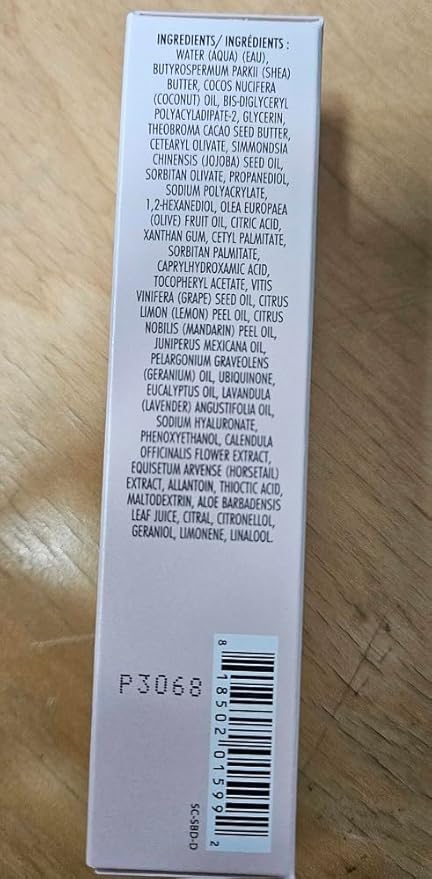 INGREDIENTS/ INGRÉDIENTS :
WATER (AQUA) (EAU),
BUTYROSPERMUM PARKII (SHEA)
BUTTER, COCOS NUCIFERA
(COCONUT) OIL, BIS-DIGLYCERYL
POLYACYLADIPATE-2, GLYCERIN,
THEOBROMA CACAO SEED BUTTER,
CETEARYL OLIVATE, SIMMONDSIA
CHINENSIS (JOJOBA) SEED OIL,
SORBITAN OLIVATE, PROPANEDIOL,
SODIUM POLYACRYLATE,
1,2-HEXANEDIOL, OLEA EUROPAEA
(OLIVE) FRUIT OIL, CITRIC ACID,
XANTHAN GUM, CETYL PALMITATE,
SORBITAN PALMITATE,
CAPRYLHYDROXAMIC ACID,
TOCOPHERYL ACETATE, VITIS
VINIFERA (GRAPE) SEED OIL, CITRUS
LIMON (LEMON) PEEL OIL, CITRUS
NOBILIS (MANDARIN) PEEL OIL,
JUNIPERUS MEXICANA OIL,
PELARGONIUM GRAVEOLENS
(GERANIUM) OIL, UBIQUINONE,
EUCALYPTUS OIL, LAVANDULA
(LAVENDER) ANGUSTIFOLIA OIL,
SODIUM HYALURONATE,
PHENOXYETHANOL, CALENDULA
OFFICINALIS FLOWER EXTRACT,
EQUISETUM ARVENSE (HORSETAIL)
EXTRACT, ALLANTOIN, THIOCTIC ACID,
MALTODEXTRIN, ALOE BARBADENSIS
LEAF JUICE, CITRAL, CITRONELLOL,
GERANIOL, LIMONENE, LINALOOL.
P3068
8 18502 01599 2
SC-SBD-D